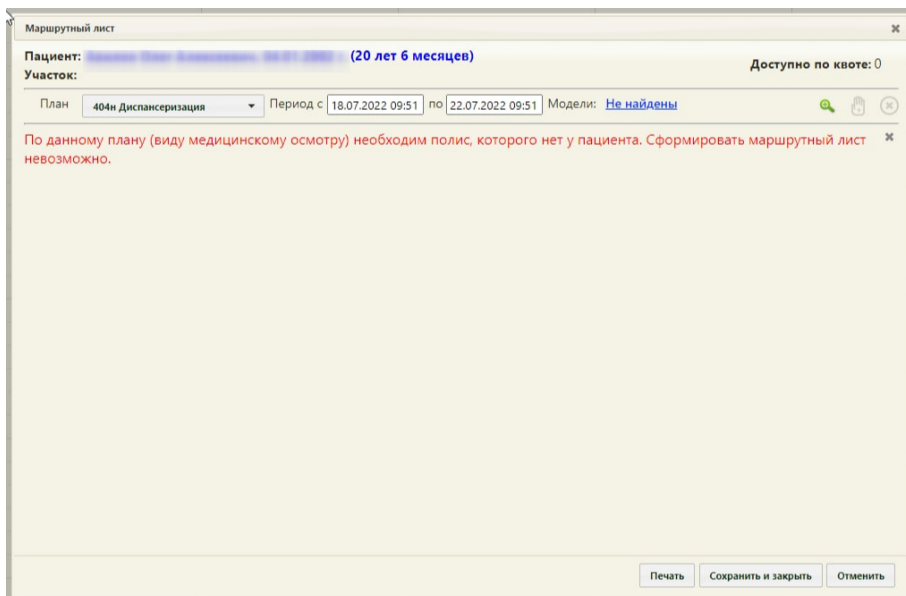 Маршрутный лист
Пациент: (20 лет 6 месяцев)
Доступно по квоте: 0
Участок:
План 404н Диспансеризация Период с 18.07.2022 09:51 по 22.07.2022 09:51 Модели: Не найдены
По данному плану (виду медицинскому осмотру) необходим полис, которого нет у пациента. Сформировать маршрутный лист
невозможно.
Печать Сохранить и закрыть Отменить